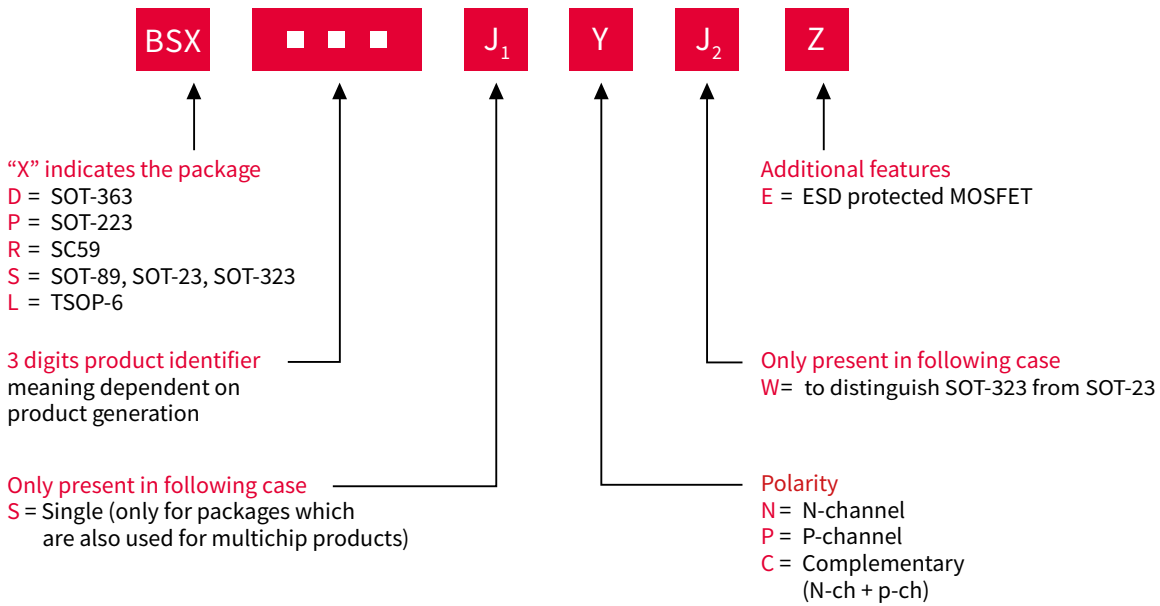 BSX J₁ Y J₂ Z
“X” indicates the package
D = SOT-363
P = SOT-223
R = SC59
S = SOT-89, SOT-23, SOT-323
L = TSOP-6
Additional features
E = ESD protected MOSFET
3 digits product identifier
meaning dependent on
product generation
Only present in following case
W= to distinguish SOT-323 from SOT-23
Only present in following case
S = Single (only for packages which
are also used for multichip products)
Polarity
N = N-channel
P = P-channel
C = Complementary
(N-ch + p-ch)